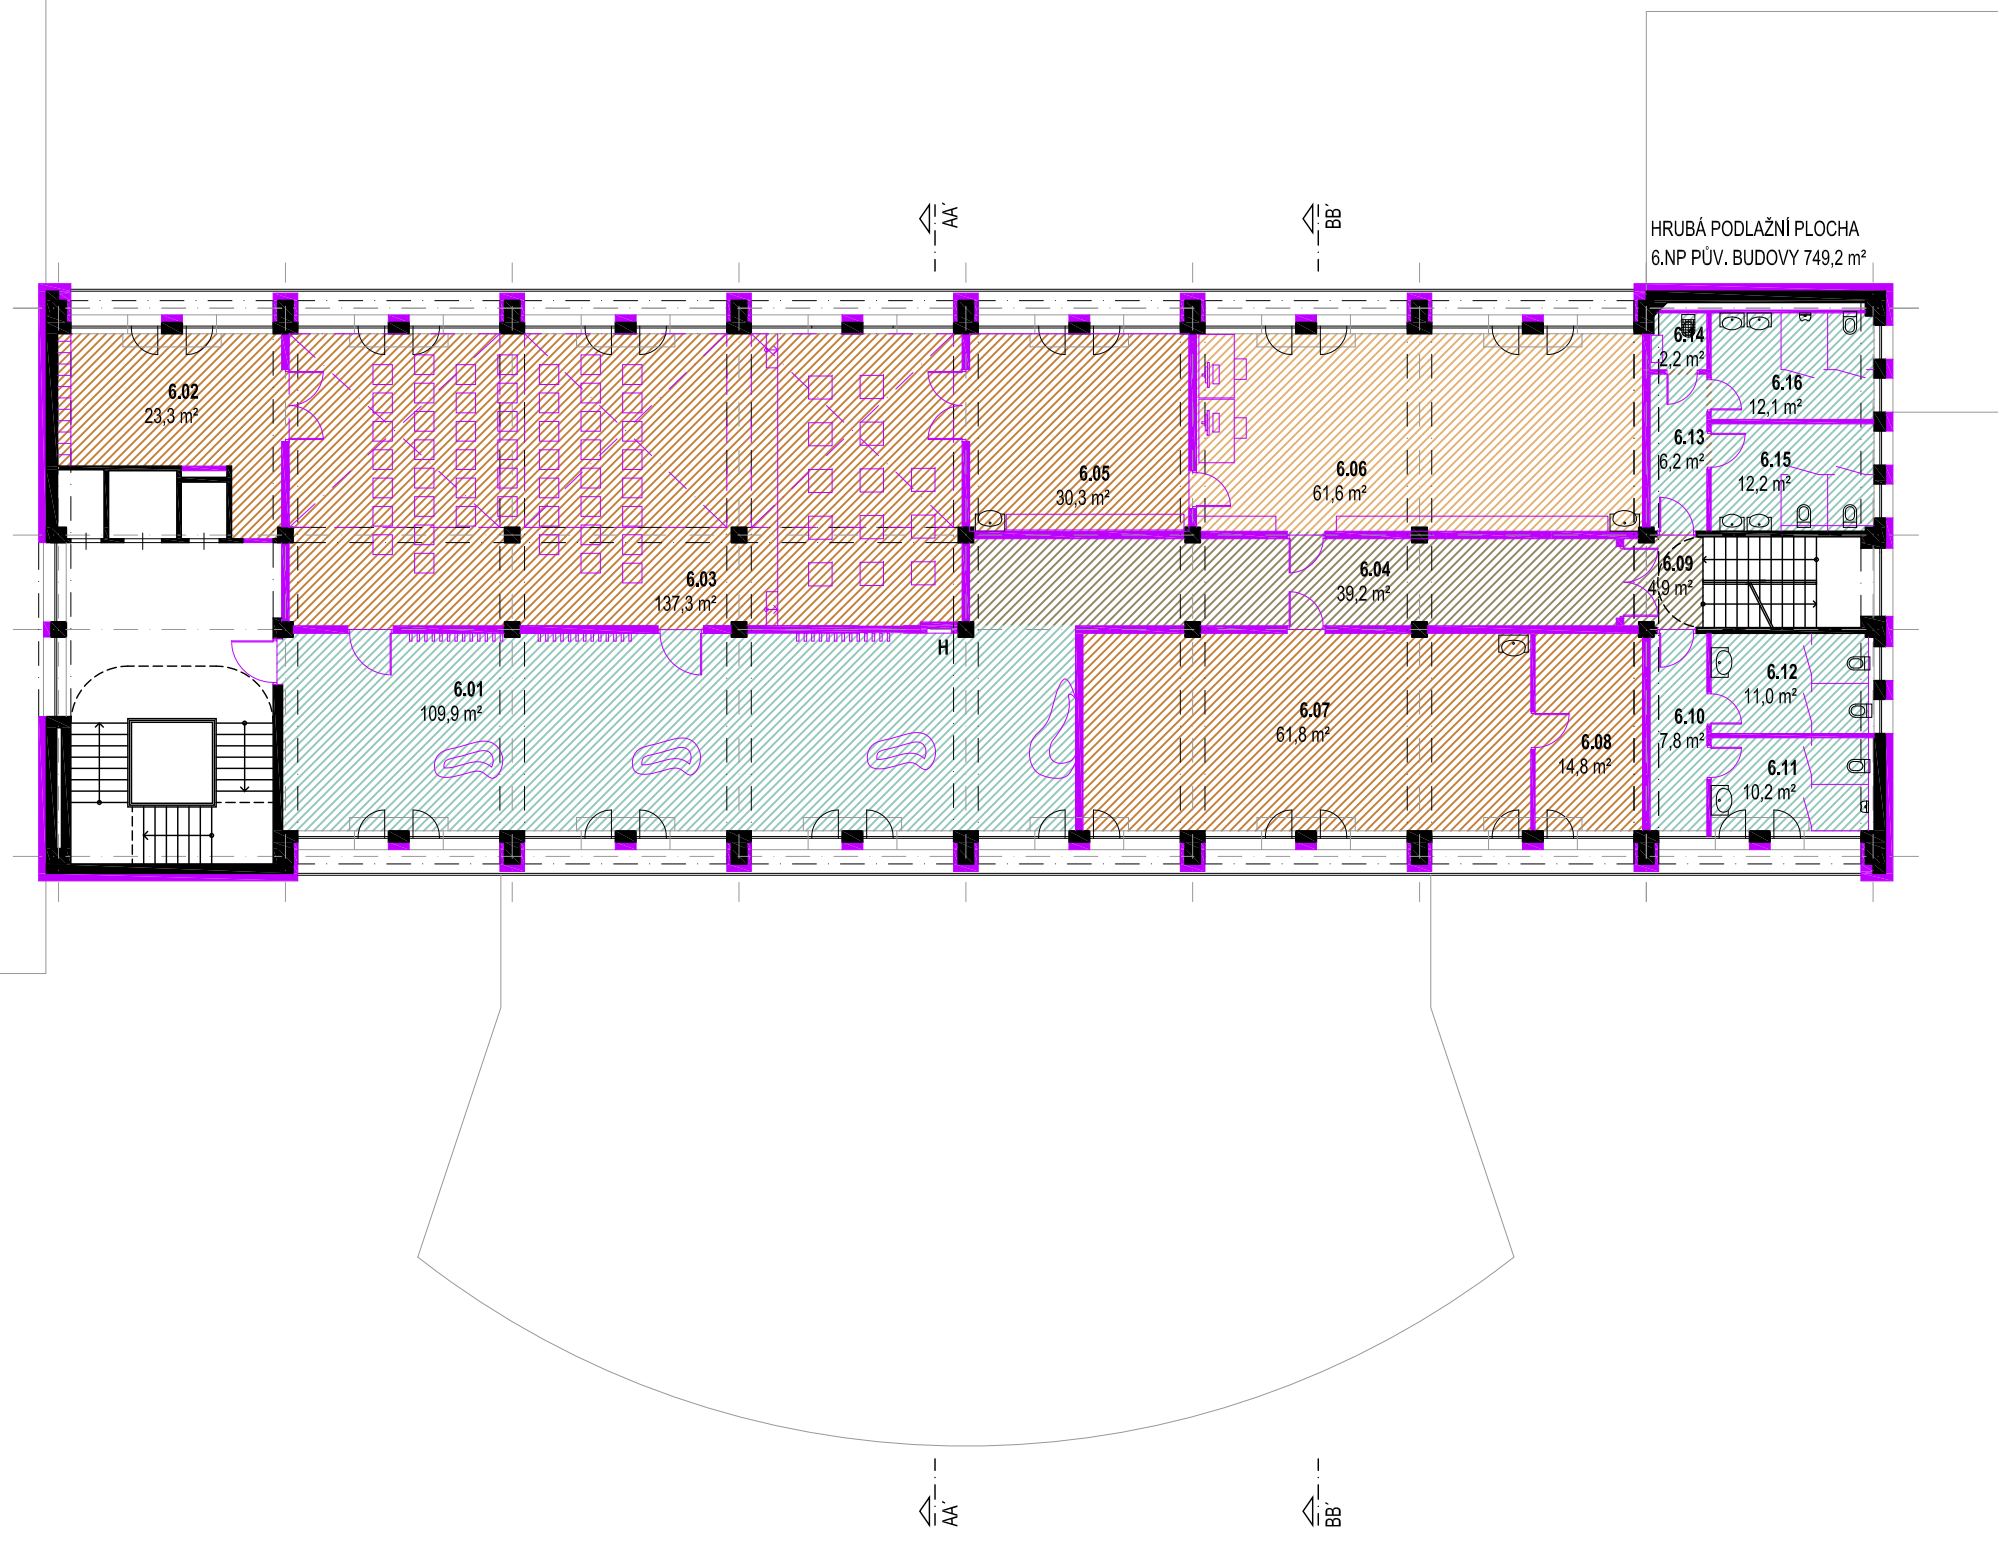 AA´
BB´
HRUBÁ PODLAŽNÍ PLOCHA
6.NP PŮV. BUDOVY 749,2 m²
6.02
23,3 m²
6.03
137,3 m²
6.05
30,3 m²
6.06
61,6 m²
6.14
2,2 m²
6.16
12,1 m²
6.13
6,2 m²
6.15
12,2 m²
6.04
39,2 m²
6.09
4,9 m²
H
6.01
109,9 m²
6.07
61,8 m²
6.08
14,8 m²
6.10
7,8 m²
6.12
11,0 m²
6.11
10,2 m²
AA´
BB´